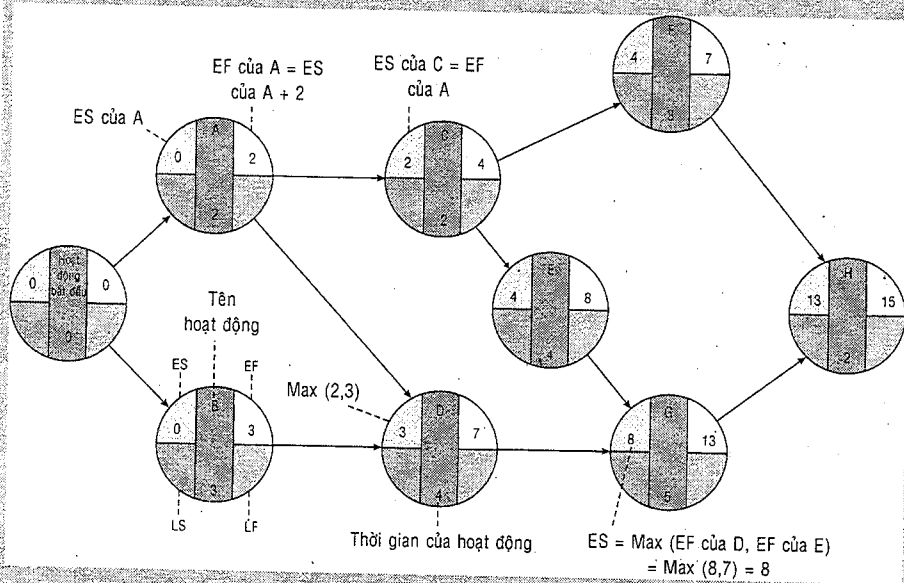 EF của A = ES
của A + 2
ES của C = EF
của A
ES của A
4
7
A
0
2
2
C
2
4
2
Hoạt
động
bắt đầu
0
0
0
Tên
hoạt động
ES
EF
B
0
3
3
LS
LF
E
4
8
4
H
13
15
2
Max (2,3)
D
3
7
4
G
8
13
5
Thời gian của hoạt động
ES = Max (EF của D, EF của E)
= Max (8,7) = 8